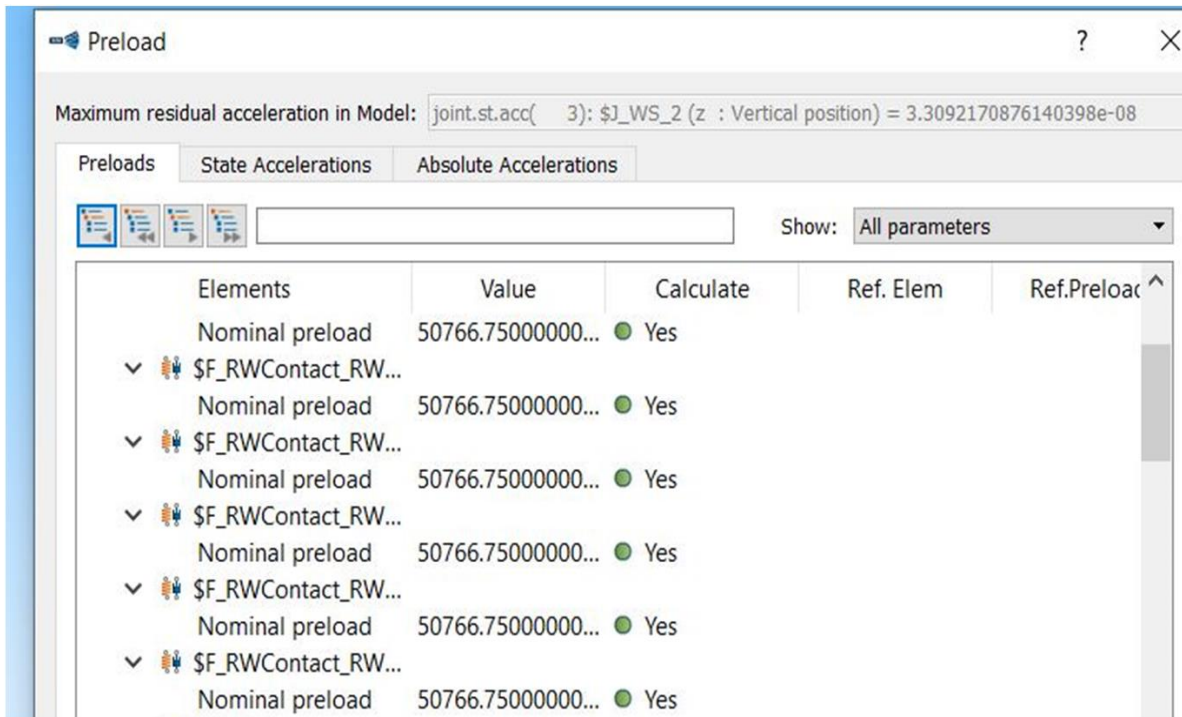 Preload ?
Maximum residual acceleration in Model: joint.st.acc( 3): $J_WS_2 (z : Vertical position) = 3.3092170876140398e-08
Preloads State Accelerations Absolute Accelerations
Show: All parameters
Elements Value Calculate Ref. Elem Ref.Preload
Nominal preload 50766.75000000... Yes
$F_RWContact_RW...
Nominal preload 50766.75000000... Yes
$F_RWContact_RW...
Nominal preload 50766.75000000... Yes
$F_RWContact_RW...
Nominal preload 50766.75000000... Yes
$F_RWContact_RW...
Nominal preload 50766.75000000... Yes
$F_RWContact_RW...
Nominal preload 50766.75000000... Yes